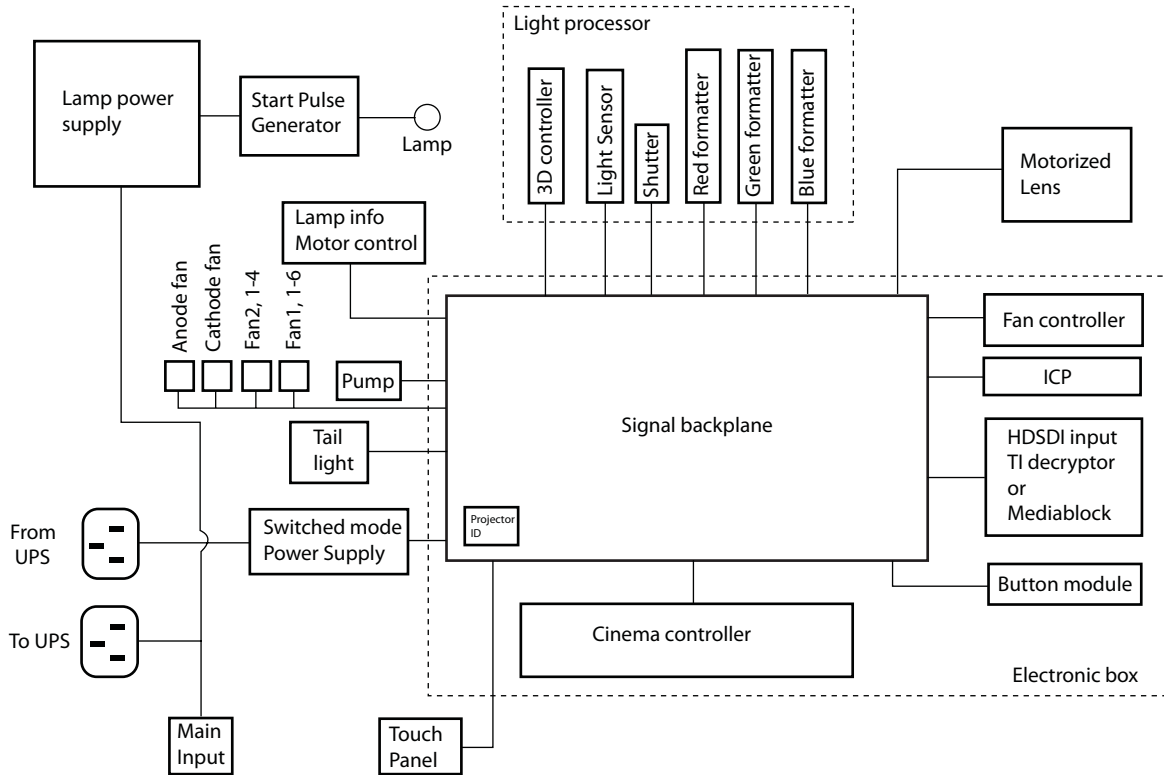 Light processor
3D controller
Light Sensor
Shutter
Red formatter
Green formatter
Blue formatter
Lamp power
supply
Start Pulse
Generator
Lamp
Motorized
Lens
Lamp info
Motor control
Anode fan
Cathode fan
Fan2, 1-4
Fan1, 1-6
Pump
Tail
light
Fan controller
ICP
Signal backplane
HDSDI input
TI decryptor
or
Mediablock
Projector
ID
From
UPS
Switched mode
Power Supply
Button module
To UPS
Cinema controller
Electronic box
Main
Input
Touch
Panel